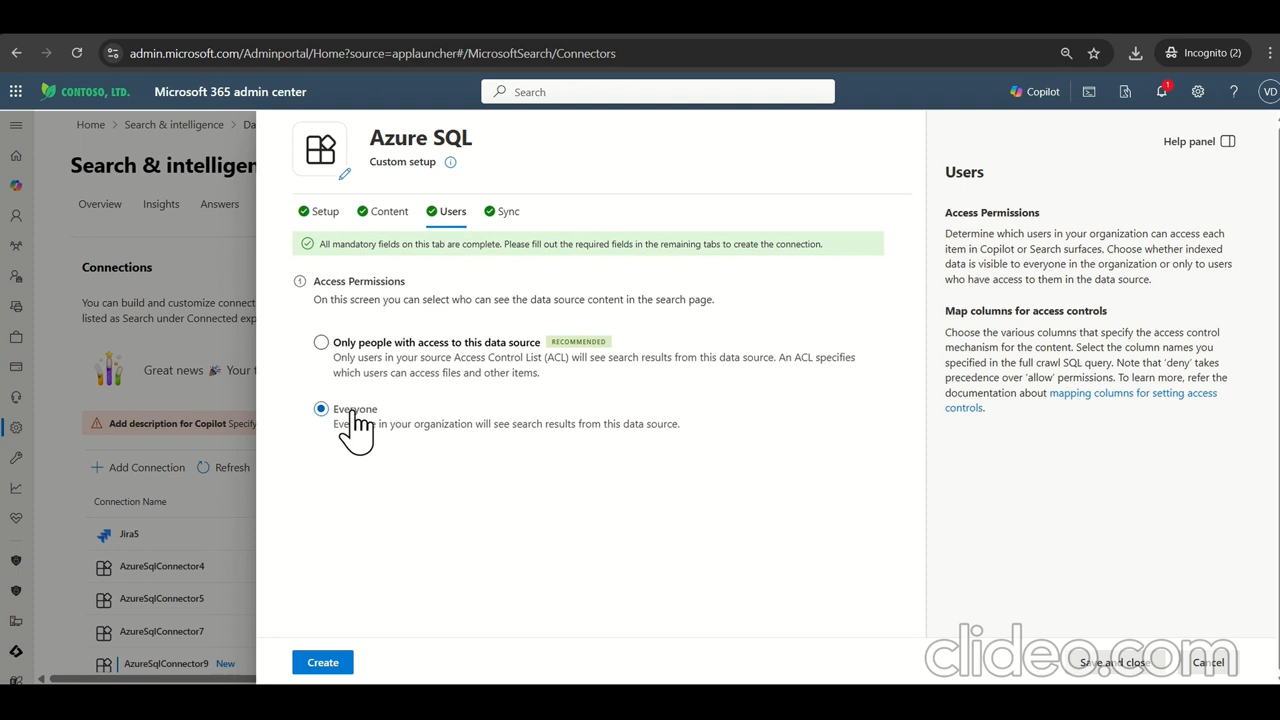 admin.microsoft.com/Adminportal/Home?source=applauncher#/MicrosoftSearch/Connectors
Incognito (2)
CONTOSO, LTD.
Microsoft 365 admin center
Search
Copilot
1
VD
Home > Search & intelligence > Da
Search & intelligen
Overview
Insights
Answers
Connections
You can build and customize connect
listed as Search under Connected exp
Great news 🎉 Your t
Add description for Copilot Specify
Add Connection
Refresh
Connection Name
Jira5
AzureSqlConnector4
AzureSqlConnector5
AzureSqlConnector7
AzureSqlConnector9 New
Azure SQL
Custom setup
Setup
Content
Users
Sync
All mandatory fields on this tab are complete. Please fill out the required fields in the remaining tabs to create the connection.
1 Access Permissions
On this screen you can select who can see the data source content in the search page.
Only people with access to this data source RECOMMENDED
Only users in your source Access Control List (ACL) will see search results from this data source. An ACL specifies
which users can access files and other items.
Everyone
in your organization will see search results from this data source.
Create
Save and close
Cancel
Help panel
Users
Access Permissions
Determine which users in your organization can access each
item in Copilot or Search surfaces. Choose whether indexed
data is visible to everyone in the organization or only to users
who have access to them in the data source.
Map columns for access controls
Choose the various columns that specify the access control
mechanism for the content. Select the column names you
specified in the full crawl SQL query. Note that 'deny' takes
precedence over 'allow' permissions. To learn more, refer the
documentation about mapping columns for setting access
controls.
clideo.com